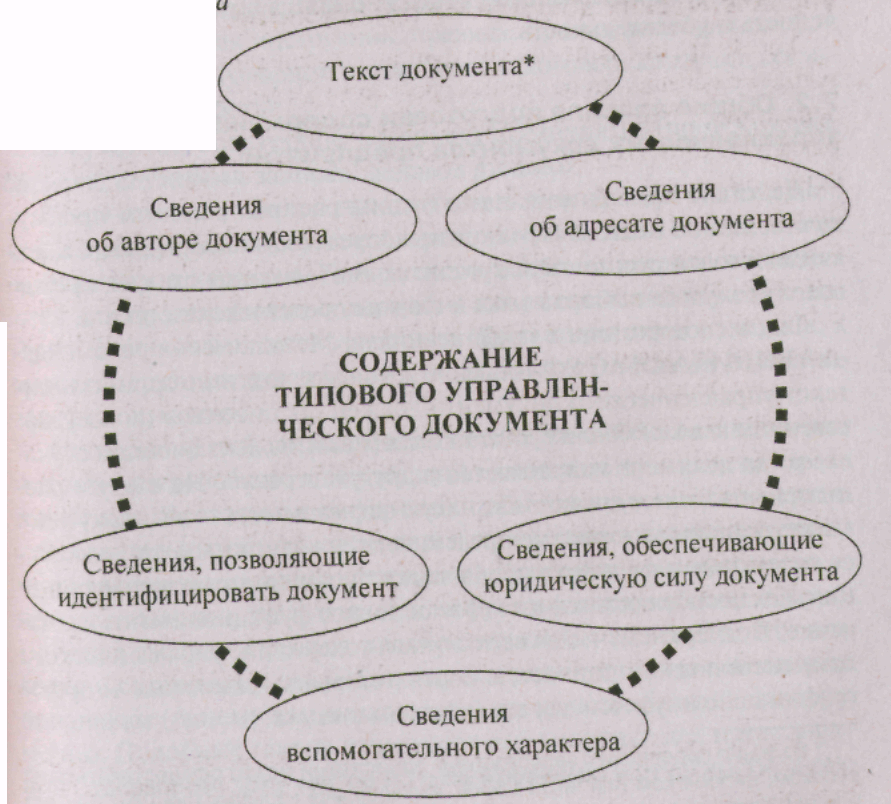 Текст документа*
Сведения
об авторе документа
Сведения
об адресате документа
СОДЕРЖАНИЕ
ТИПОВОГО УПРАВЛЕН-
ЧЕСКОГО ДОКУМЕНТА
Сведения, позволяющие
идентифицировать документ
Сведения, обеспечивающие
юридическую силу документа
Сведения
вспомогательного характера